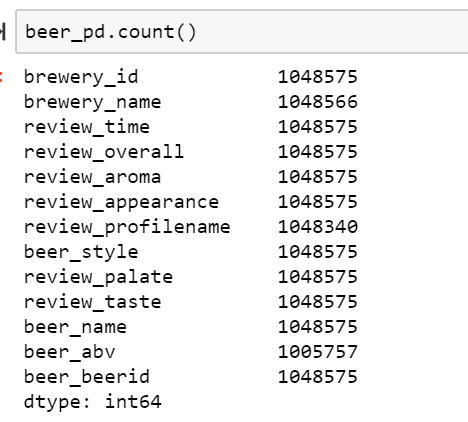 beer_pd.count()
brewery_id 1048575
brewery_name 1048566
review_time 1048575
review_overall 1048575
review_aroma 1048575
review_appearance 1048575
review_profilename 1048340
beer_style 1048575
review_palate 1048575
review_taste 1048575
beer_name 1048575
beer_abv 1005757
beer_beerid 1048575
dtype: int64